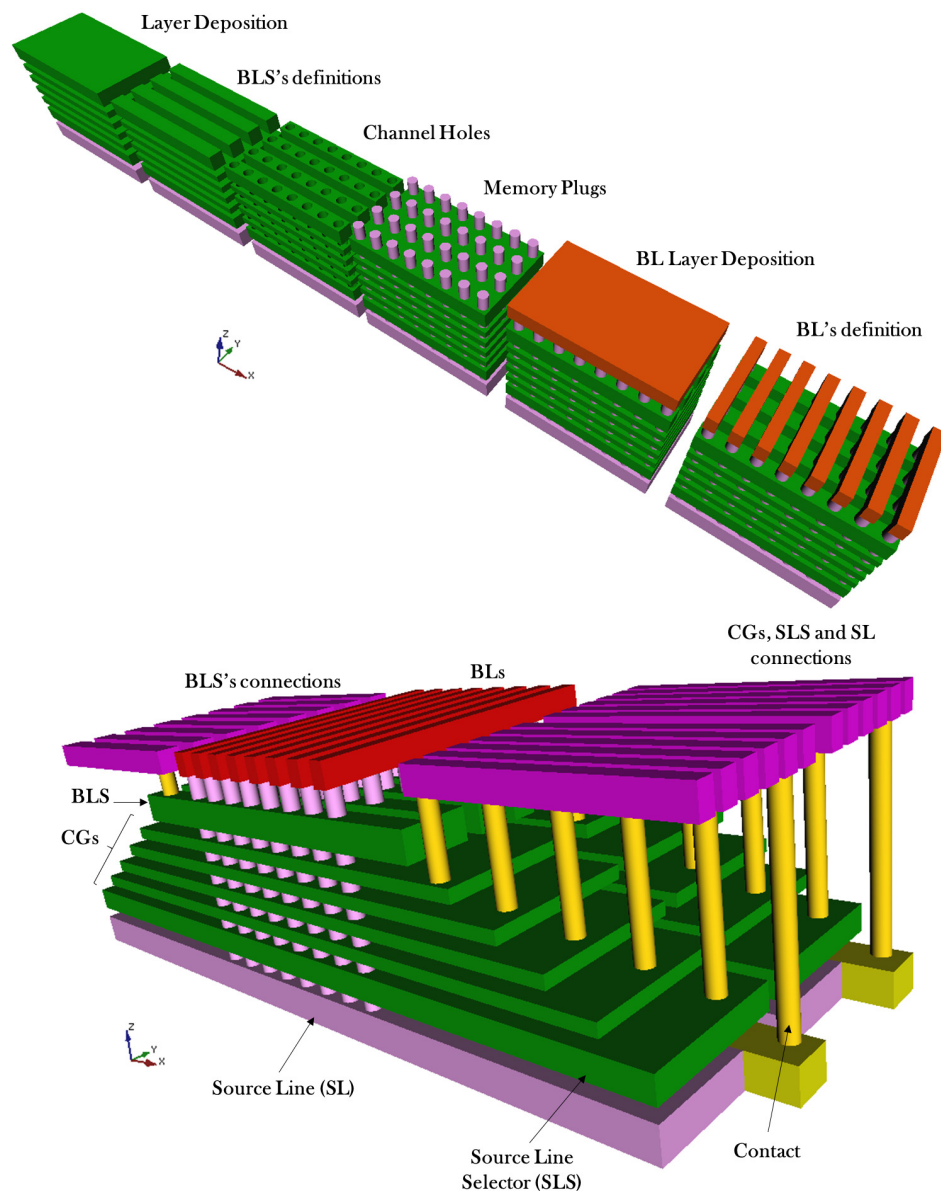 Layer Deposition
BLS's definitions
Channel Holes
Memory Plugs
BL Layer Deposition
BL's definition
Z
Y
X
CGs, SLS and SL
connections
BLS's connections
BLs
BLS
CGs
Z
Y
X
Source Line (SL)
Source Line
Selector (SLS)
Contact